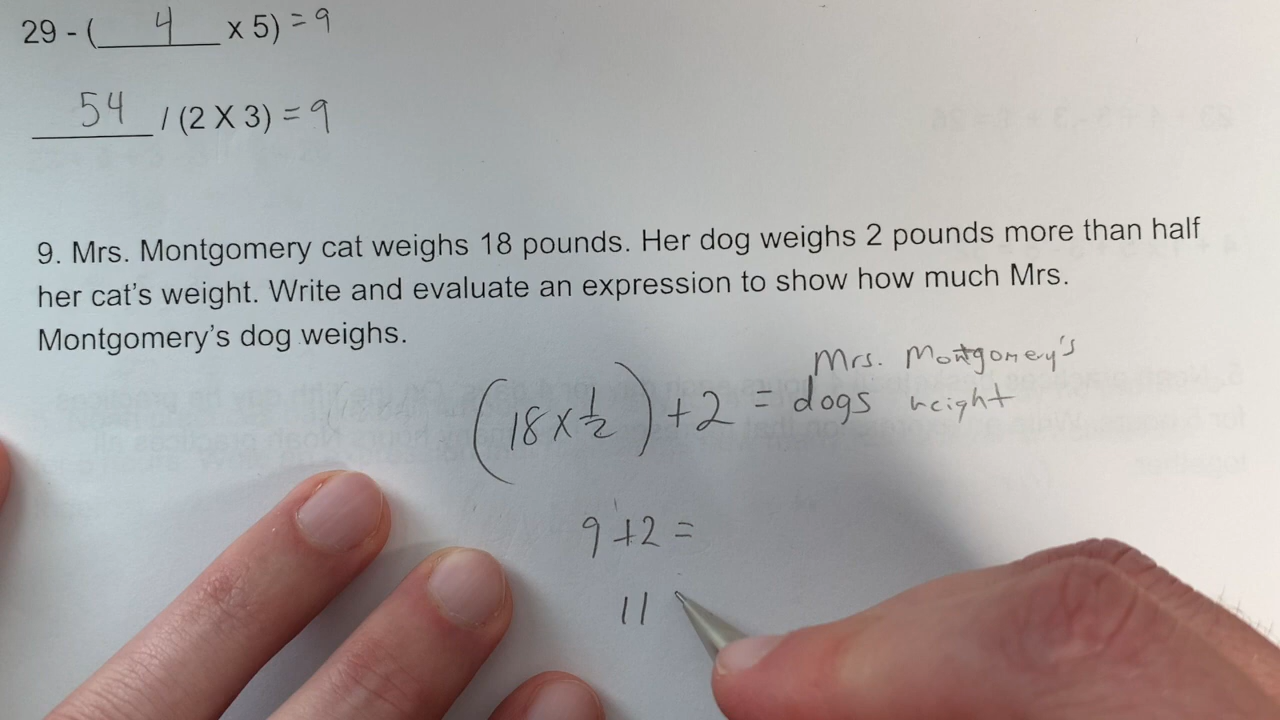 29 - ( 4 x 5) = 9
54 / (2 X 3) = 9
9. Mrs. Montgomery cat weighs 18 pounds. Her dog weighs 2 pounds more than half
her cat's weight. Write and evaluate an expression to show how much Mrs.
Montgomery's dog weighs.
(18 x 1/2) + 2 = Mrs. Montgomery's
dogs weight
9 + 2 =
11